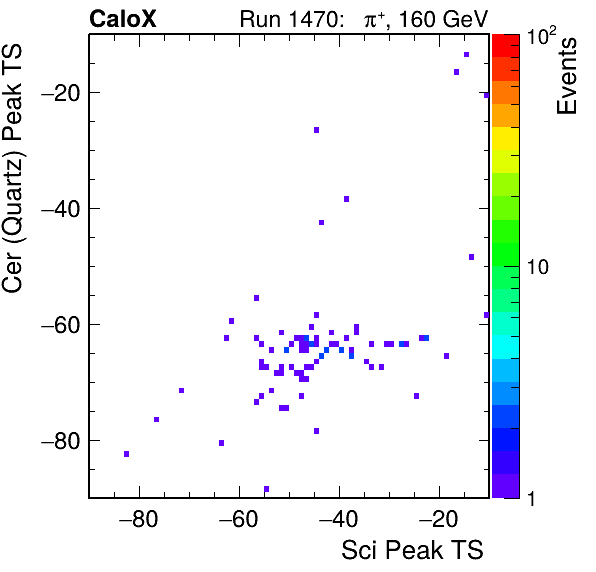 CaloX Run 1470: π⁺, 160 GeV
Cer (Quartz) Peak TS
−20
−40
−60
−80
−80 −60 −40 −20
Sci Peak TS
10²
10
1
Events